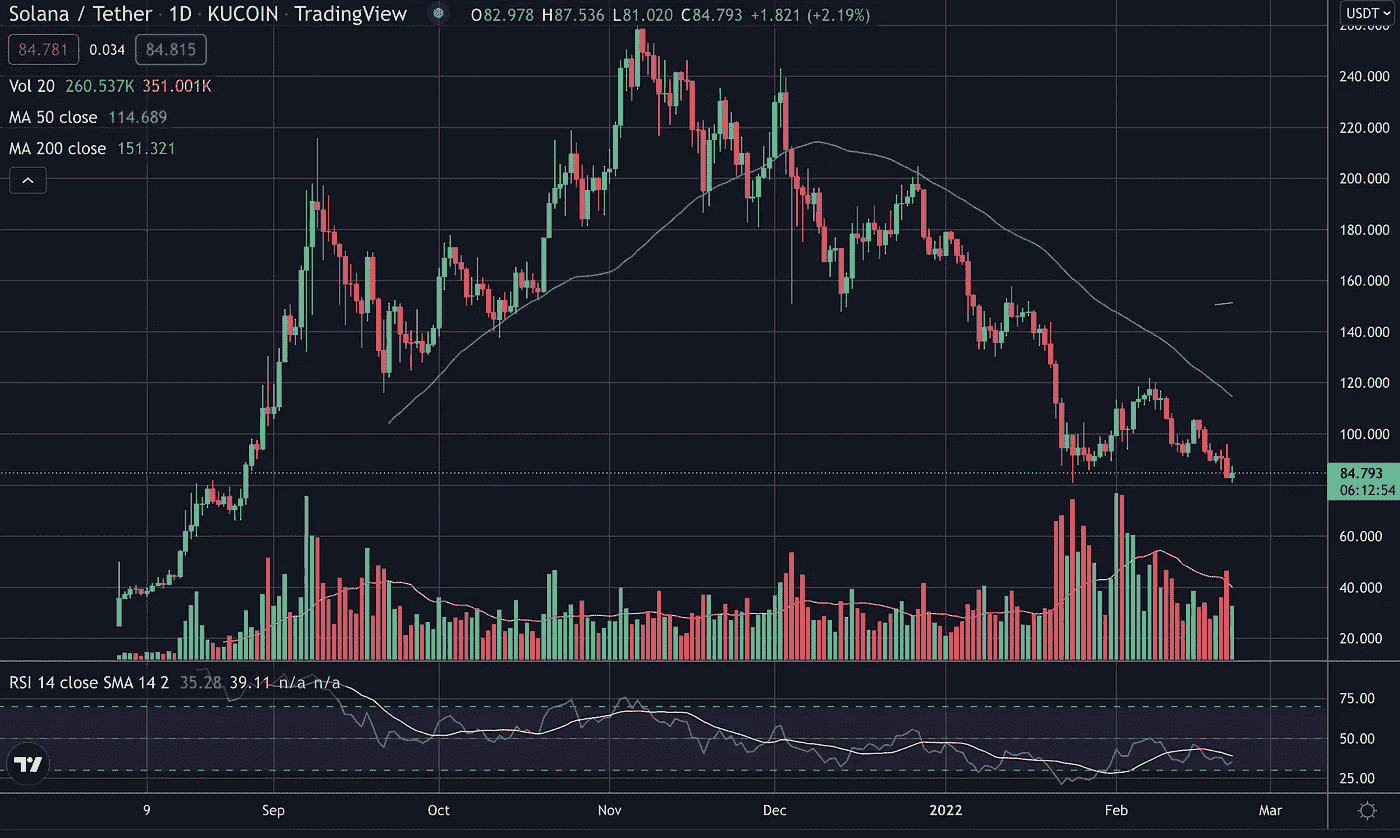 Solana / Tether · 1D · KUCOIN · TradingView O82.978 H87.536 L81.020 C84.793 +1.821 (+2.19%)
USDT
84.781 0.034 84.815
Vol 20 260.537K 351.001K
MA 50 close 114.689
MA 200 close 151.321
260.000
240.000
220.000
200.000
180.000
160.000
140.000
120.000
100.000
84.793
06:12:54
60.000
40.000
20.000
RSI 14 close SMA 14 2 35.28 39.11 n/a n/a
75.00
50.00
25.00
9 Sep Oct Nov Dec 2022 Feb Mar